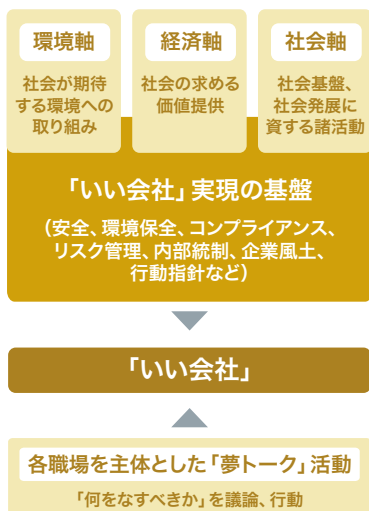 環境軸
社会が期待
する環境への
取り組み
経済軸
社会の求める
価値提供
社会軸
社会基盤、
社会発展に
資する諸活動
「いい会社」実現の基盤
（安全、環境保全、コンプライアンス、
リスク管理、内部統制、企業風土、
行動指針など）
「いい会社」
各職場を主体とした「夢トーク」活動
「何をなすべきか」を議論、行動